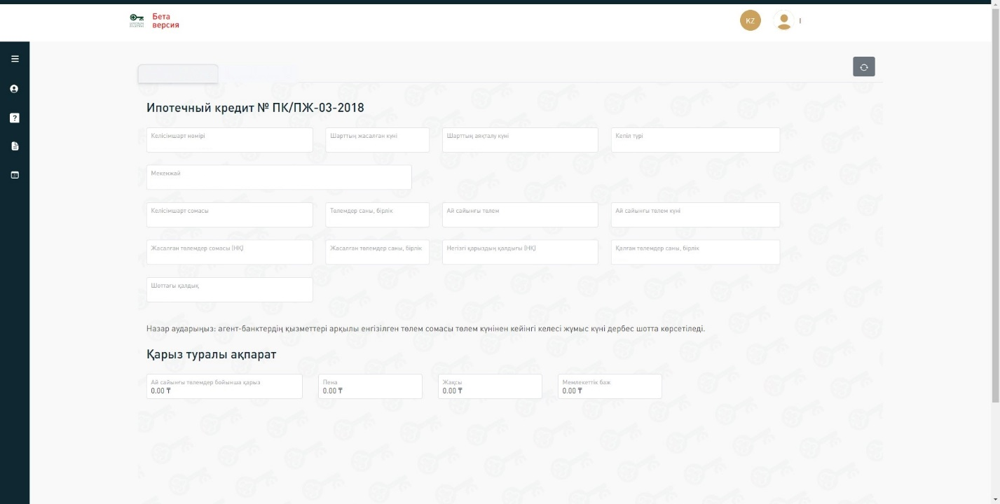 Бета
версия
KZ
Ипотечный кредит № ПК/ПЖ-03-2018
Келісімшарт нөмірі
Шарттың жасалған күні
Шарттың аяқталу күні
Кепіл түрі
Мекенжай
Келісімшарт сомасы
Төлемдер саны, бірлік
Ай сайынғы төлем
Ай сайынғы төлем күні
Жасалған төлемдер сомасы (НҚ)
Жасалған төлемдер саны, бірлік
Негізгі қарыздың қалдығы (НҚ)
Қалған төлемдер саны, бірлік
Шоттағы қалдық
Назар аударыңыз: агент-банктердің қызметтері арқылы енгізілген төлем сомасы төлем күнінен кейінгі келесі жұмыс күні дербес шотта көрсетіледі.
Қарыз туралы ақпарат
Ай сайынғы төлемдер бойынша қарыз
0.00 ₸
Пена
0.00 ₸
Жақсы
0.00 ₸
Мемлекеттік баж
0.00 ₸